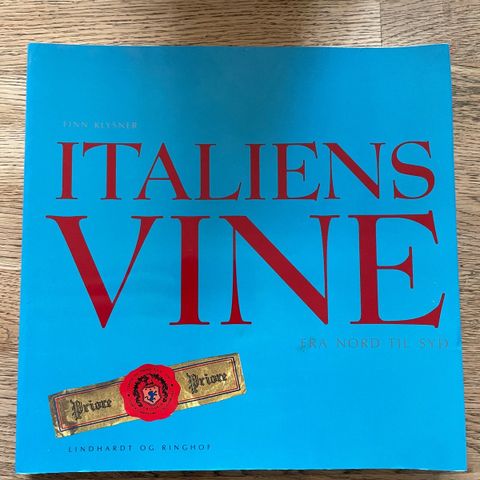 FINN KLYSNER
ITALIENS
VINE
FRA NORD TIL SYD
Priore Priore
LINDHARDT OG RINGHOF